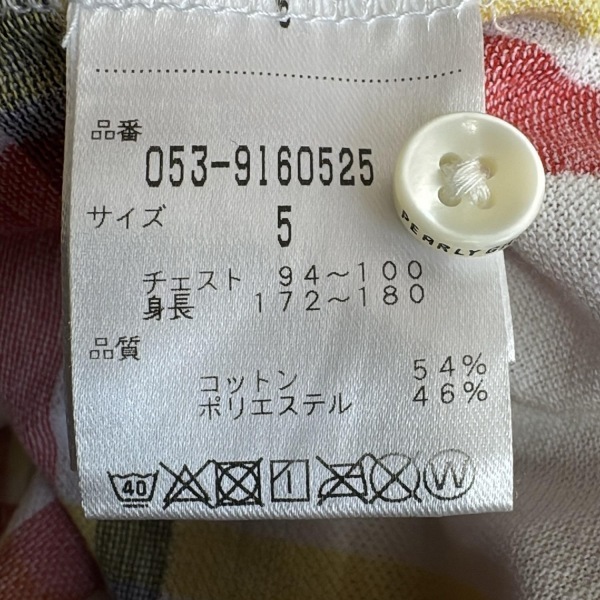 品番
053-9160525
サイズ
5
チェスト 94～100
身長 172～180
品質
コットン 54%
ポリエステル 46%
40
PEARLY
W